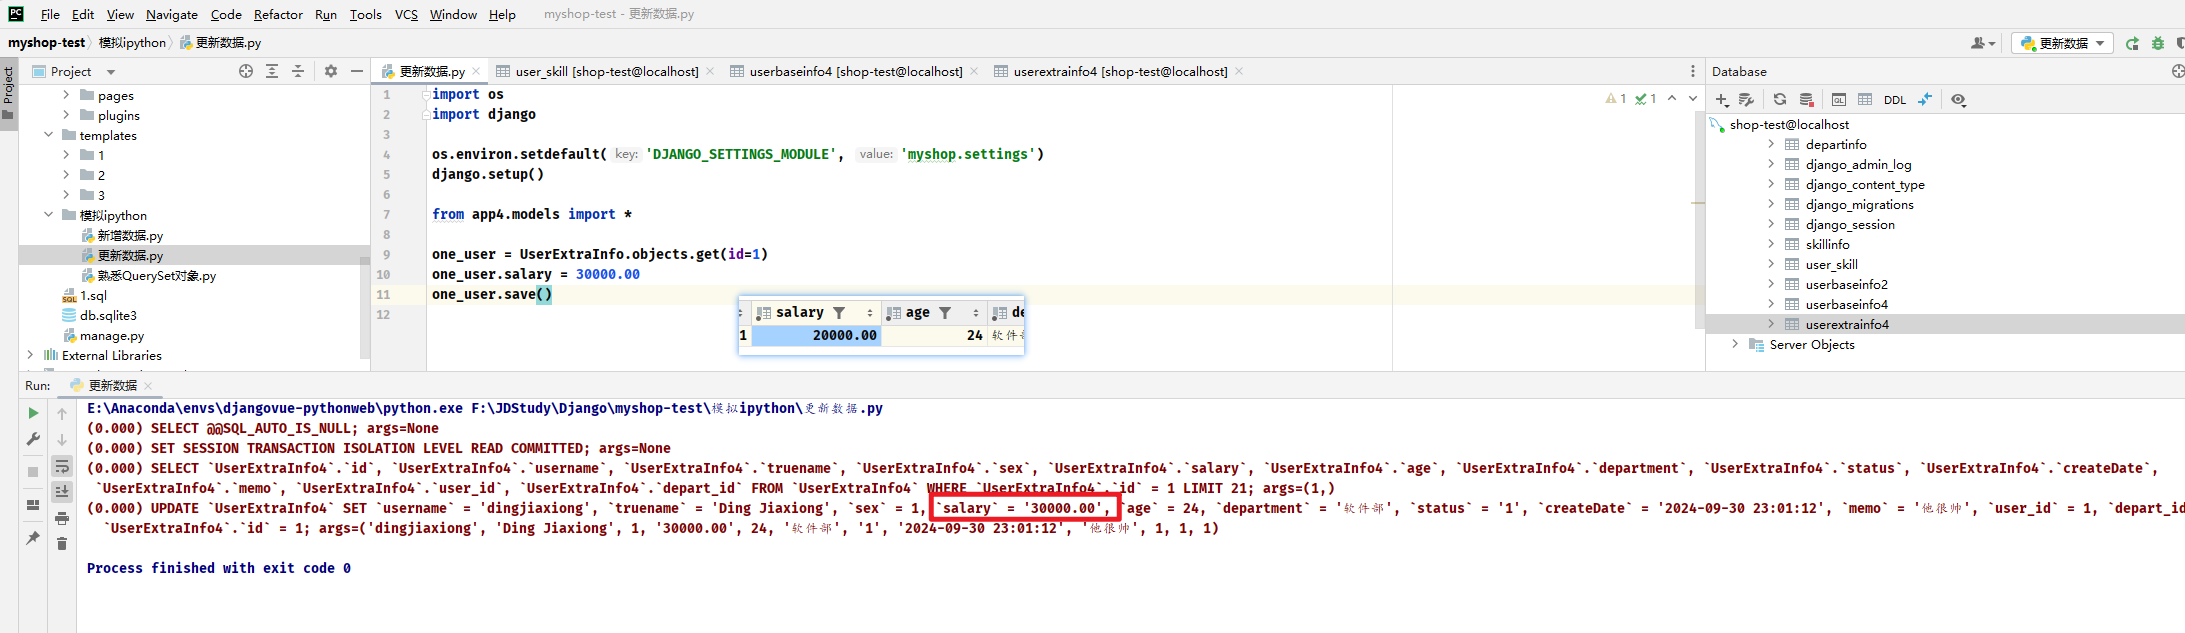 File Edit View Navigate Code Refactor Run Tools VCS Window Help myshop-test - 更新数据.py
myshop-test 模拟ipython 更新数据.py 更新数据
Project
Project
更新数据.py user_skill [shop-test@localhost] userbaseinfo4 [shop-test@localhost] userextrainfo4 [shop-test@localhost]
Database
pages
plugins
templates
1
2
3
模拟ipython
新增数据.py
更新数据.py
熟悉QuerySet对象.py
1.sql
db.sqlite3
manage.py
External Libraries
1 import os
2 import django
3
4 os.environ.setdefault( key: 'DJANGO_SETTINGS_MODULE', value: 'myshop.settings')
5 django.setup()
6
7 from app4.models import *
8
9 one_user = UserExtraInfo.objects.get(id=1)
10 one_user.salary = 30000.00
11 one_user.save()
12
1 1
salary age de
1 20000.00 24 软件
DDL
shop-test@localhost
departinfo
django_admin_log
django_content_type
django_migrations
django_session
skillinfo
user_skill
userbaseinfo2
userbaseinfo4
userextrainfo4
Server Objects
Run: 更新数据
E:\Anaconda\envs\djangovue-pythonweb\python.exe F:\JDStudy\Django\myshop-test\模拟ipython\更新数据.py
(0.000) SELECT @@SQL_AUTO_IS_NULL; args=None
(0.000) SET SESSION TRANSACTION ISOLATION LEVEL READ COMMITTED; args=None
(0.000) SELECT `UserExtraInfo4`.`id`, `UserExtraInfo4`.`username`, `UserExtraInfo4`.`truename`, `UserExtraInfo4`.`sex`, `UserExtraInfo4`.`salary`, `UserExtraInfo4`.`age`, `UserExtraInfo4`.`department`, `UserExtraInfo4`.`status`, `UserExtraInfo4`.`createDate`,
`UserExtraInfo4`.`memo`, `UserExtraInfo4`.`user_id`, `UserExtraInfo4`.`depart_id` FROM `UserExtraInfo4` WHERE `UserExtraInfo4`.`id` = 1 LIMIT 21; args=(1,)
(0.000) UPDATE `UserExtraInfo4` SET `username` = 'dingjiaxiong', `truename` = 'Ding Jiaxiong', `sex` = 1, `salary` = '30000.00', `age` = 24, `department` = '软件部', `status` = '1', `createDate` = '2024-09-30 23:01:12', `memo` = '他很帅', `user_id` = 1, `depart_id
`UserExtraInfo4`.`id` = 1; args=('dingjiaxiong', 'Ding Jiaxiong', 1, '30000.00', 24, '软件部', '1', '2024-09-30 23:01:12', '他很帅', 1, 1, 1)
Process finished with exit code 0